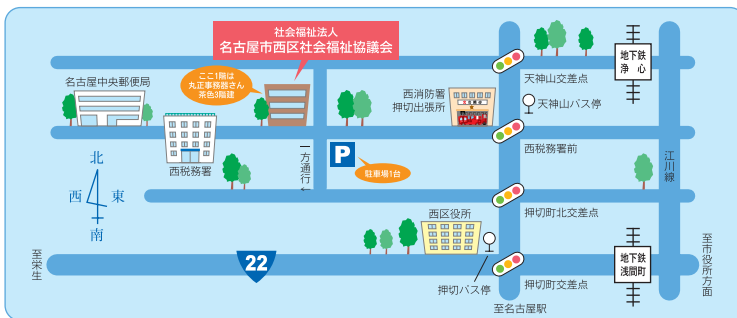 社会福祉法人
名古屋市西区社会福祉協議会
ここ1階は
丸正事務器さん
茶色3階建
名古屋中央郵便局
西税務署
一方通行→
P
駐車場1台
西消防署
押切出張所
天神山交差点
天神山バス停
西税務署前
地下鉄
浄心
江川線
北
西
東
南
押切町北交差点
西区役所
至栄生
22
押切バス停
押切町交差点
地下鉄
浅間町
至市役所方面
至名古屋駅